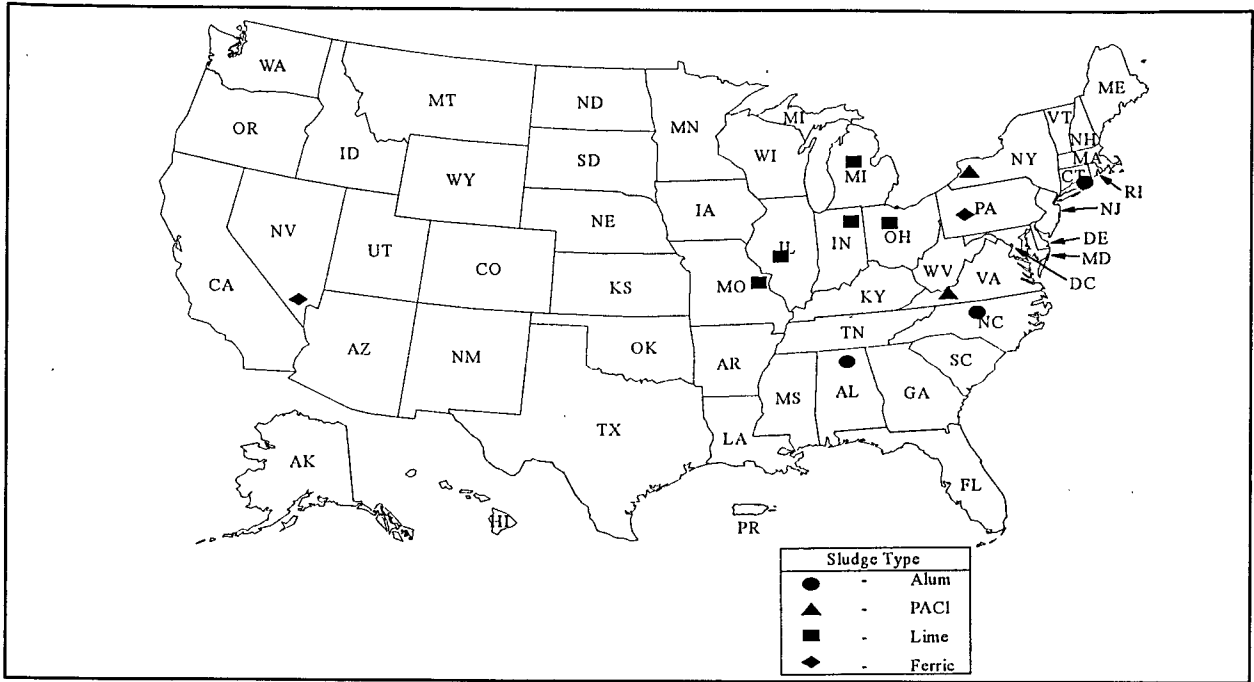 WA
MT
ND
MN
ME
OR
ID
SD
WI
MI
VT
NH
NY
MA
WY
MI
CT
RI
NE
IA
PA
NJ
NV
UT
IL
IN
OH
DE
CO
MD
CA
KS
MO
WV
VA
DC
KY
AZ
NM
OK
TN
NC
AR
SC
MS
AL
GA
TX
LA
AK
FL
HI
PR
Sludge Type
- Alum
- PACl
- Lime
- Ferric